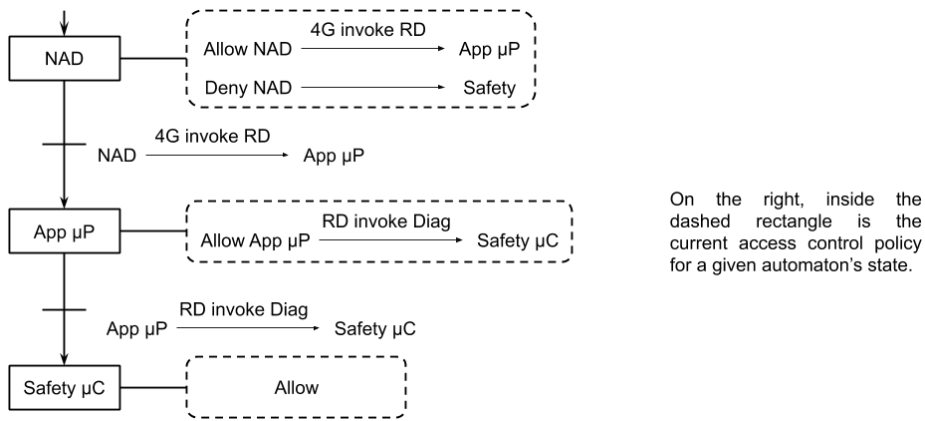 NAD
4G invoke RD
Allow NAD App µP
Deny NAD Safety
4G invoke RD
NAD App µP
App µP
RD invoke Diag
Allow App µP Safety µC
On the right, inside the
dashed rectangle is the
current access control policy
for a given automaton's state.
RD invoke Diag
App µP Safety µC
Safety µC
Allow